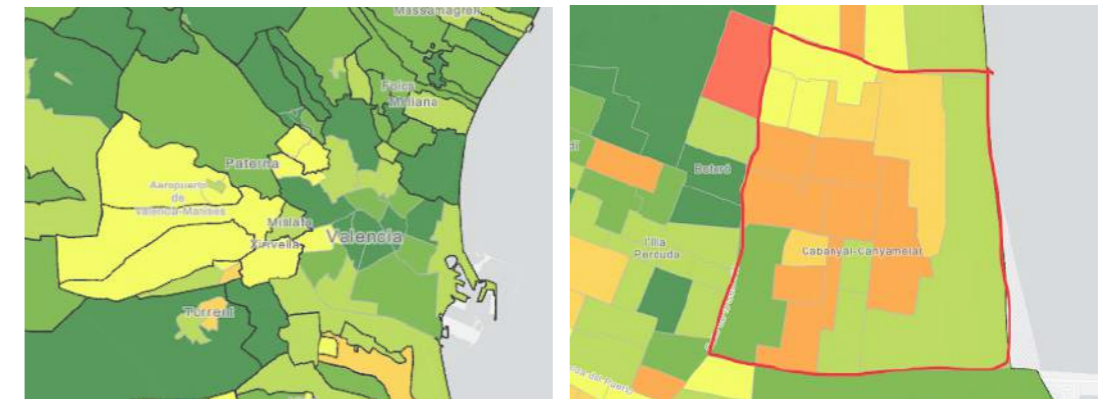 Massamagrell
Foios
Meliana
Paterna
Aeropuerto
de
Valencia-Manises
Mislata
Valencia
Xirivella
Torrent
Beteró
l'Illa
Perduda
Cabanyal-Canyamelar